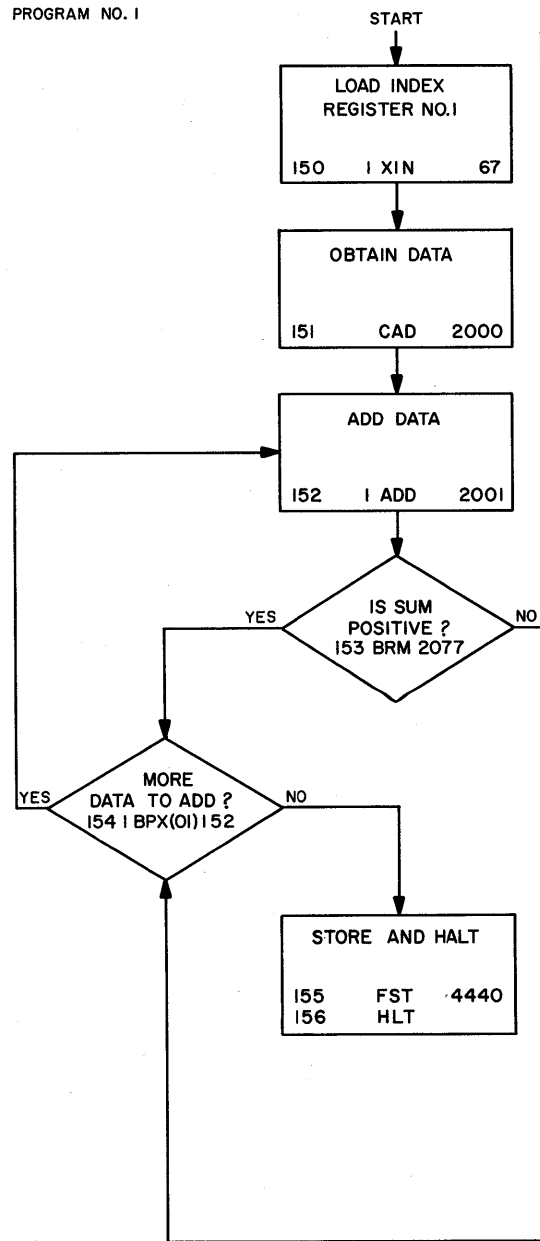 PROGRAM NO. 1
START
LOAD INDEX
REGISTER NO.1
150 1 XIN 67
OBTAIN DATA
151 CAD 2000
ADD DATA
152 1 ADD 2001
IS SUM
POSITIVE ?
153 BRM 2077
YES
NO
MORE
DATA TO ADD ?
154 1 BPX(01)152
YES
NO
STORE AND HALT
155 FST 4440
156 HLT